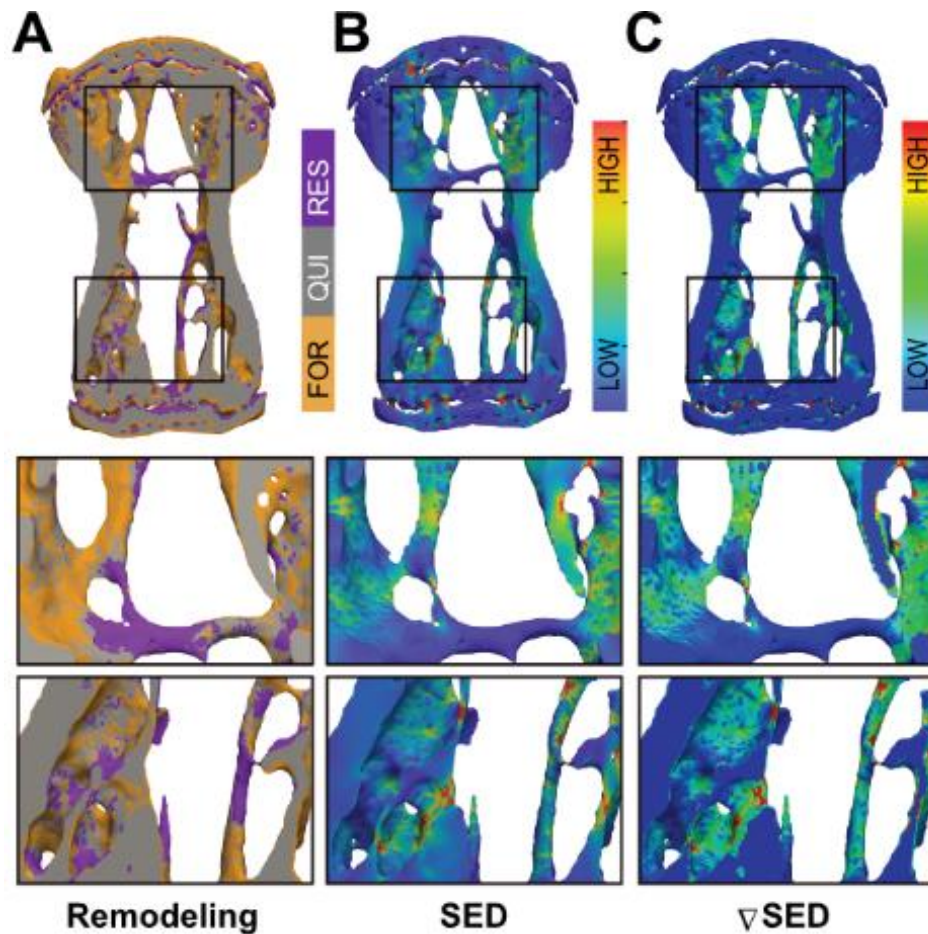 A B C
RES
QUI
FOR
HIGH
LOW
HIGH
LOW
Remodeling SED ▽SED